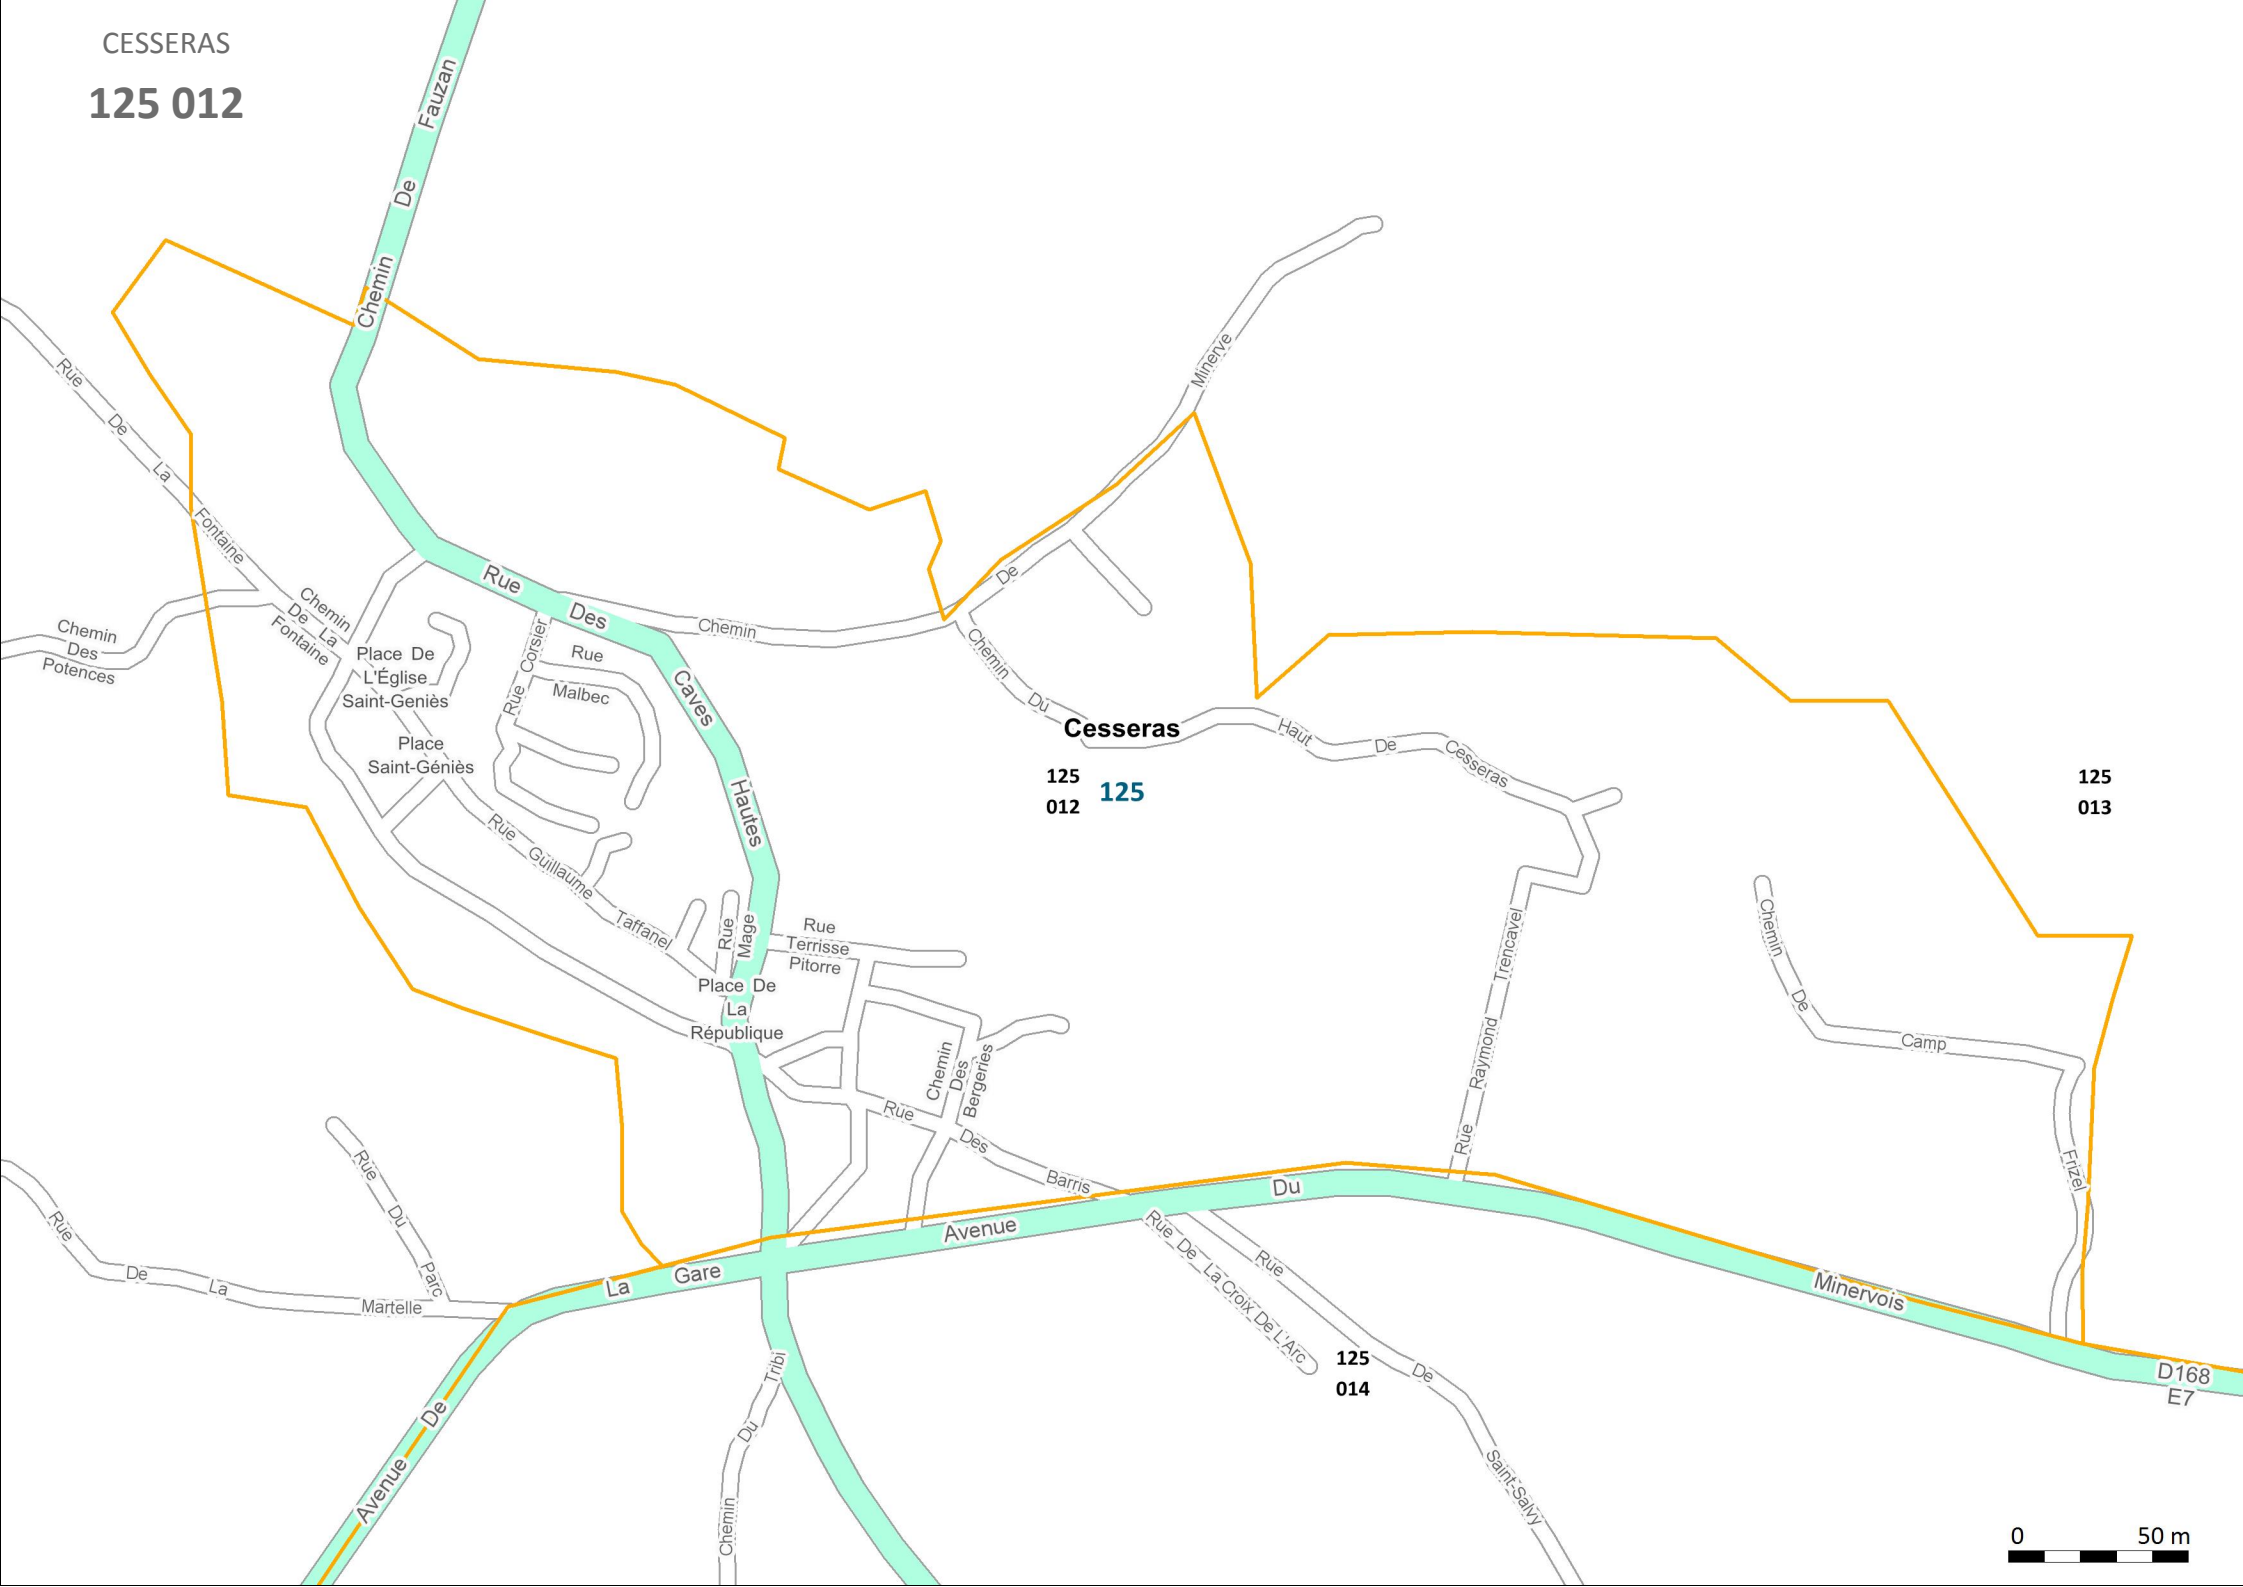 CESSERAS
125 012
Chemin De Fauzan
Rue De La Fontaine
Chemin De La Fontaine
Chemin
Des
Potences
Place De
L'Église
Saint-Geniès
Place
Saint-Géniès
Rue Des Caves Hautes
Rue Corsier
Rue
Malbec
Chemin De Minerve
Chemin Du Haut De Cesseras
Cesseras
125
012
125
125
013
Rue Guillaume Taffanel
Rue Mage
Rue
Terrisse
Pitorre
Place De
La
République
Chemin
Des
Bergeries
Rue Des Barris
Rue Raymond Trencavel
Chemin De Camp Frizel
Rue Du Parc
Rue De La Martelle
Avenue De La Gare
Avenue Du Minervois
Rue De La Croix De L'Arc
Rue De Saint-Salvy
Chemin Du Tribi
125
014
D168
E7
0 50 m